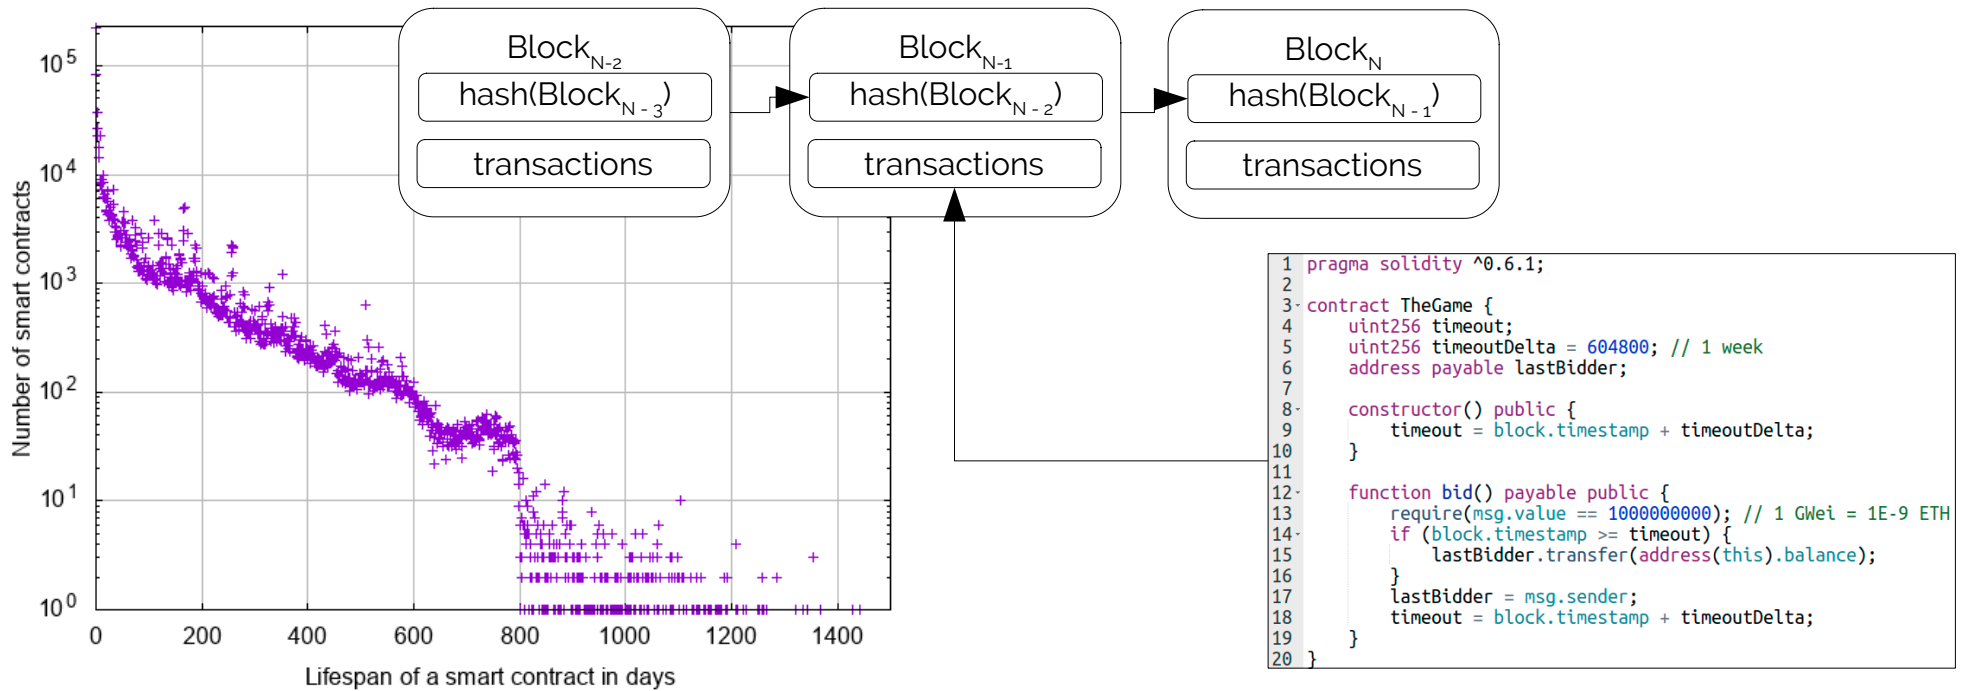 Number of smart contracts
10^5
10^4
10^3
10^2
10^1
10^0
0 200 400 600 800 1000 1200 1400
Lifespan of a smart contract in days
Block_N-2
hash(Block_N - 3)
transactions
Block_N-1
hash(Block_N - 2)
transactions
Block_N
hash(Block_N - 1)
transactions
1 pragma solidity ^0.6.1;
2
3 contract TheGame {
4     uint256 timeout;
5     uint256 timeoutDelta = 604800; // 1 week
6     address payable lastBidder;
7
8     constructor() public {
9         timeout = block.timestamp + timeoutDelta;
10     }
11
12     function bid() payable public {
13         require(msg.value == 1000000000); // 1 GWei = 1E-9 ETH
14         if (block.timestamp >= timeout) {
15             lastBidder.transfer(address(this).balance);
16         }
17         lastBidder = msg.sender;
18         timeout = block.timestamp + timeoutDelta;
19     }
20 }